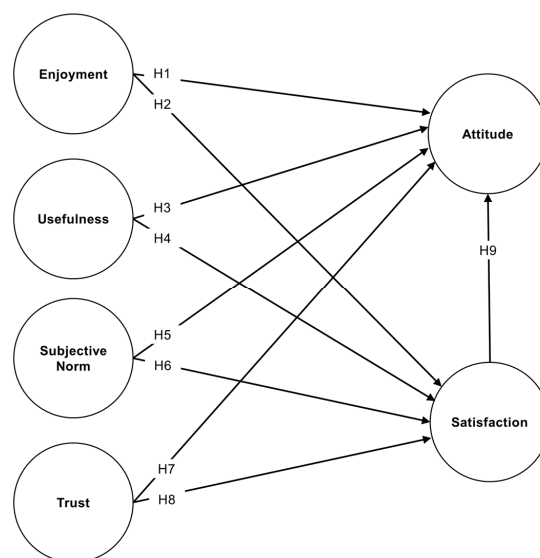 Enjoyment
H1
H2
Attitude
Usefulness
H3
H4
H9
Subjective
Norm
H5
H6
Satisfaction
Trust
H7
H8